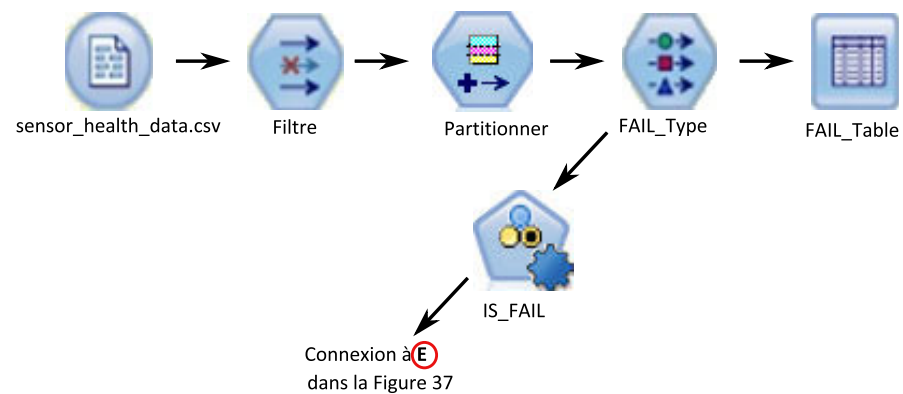 sensor_health_data.csv
Filtre
Partitionner
FAIL_Type
FAIL_Table
IS_FAIL
Connexion à E
dans la Figure 37